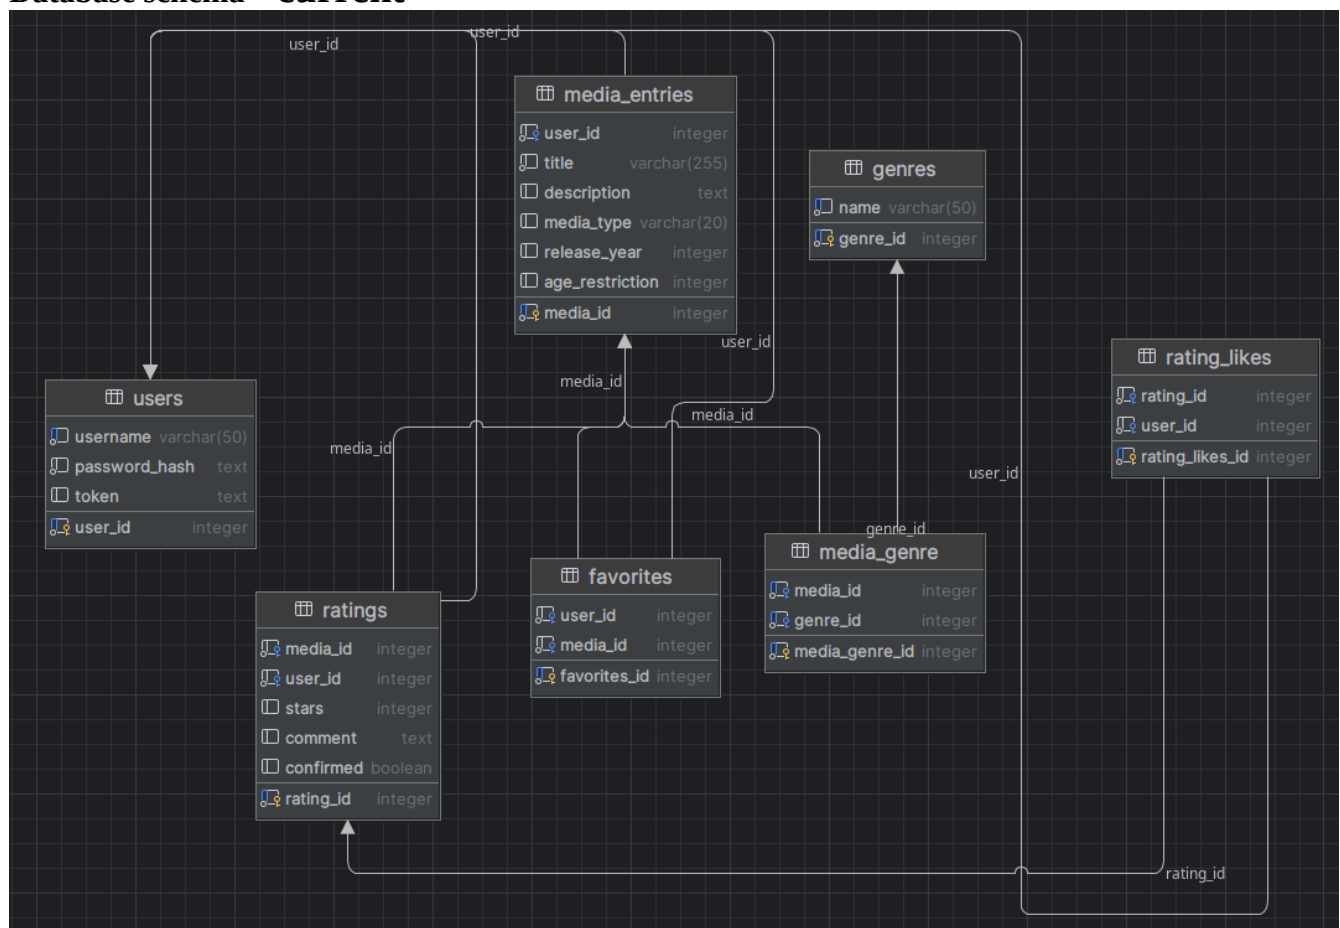 Database schema – current
user_id
user_id
media_entries
user_id integer
title varchar(255)
description text
media_type varchar(20)
release_year integer
age_restriction integer
media_id integer
genres
name varchar(50)
genre_id integer
user_id
rating_likes
rating_id integer
user_id integer
rating_likes_id integer
media_id
users
username varchar(50)
password_hash text
token text
user_id integer
media_id
media_id
user_id
genre_id
media_genre
media_id integer
genre_id integer
media_genre_id integer
favorites
user_id integer
media_id integer
favorites_id integer
ratings
media_id integer
user_id integer
stars integer
comment text
confirmed boolean
rating_id integer
rating_id